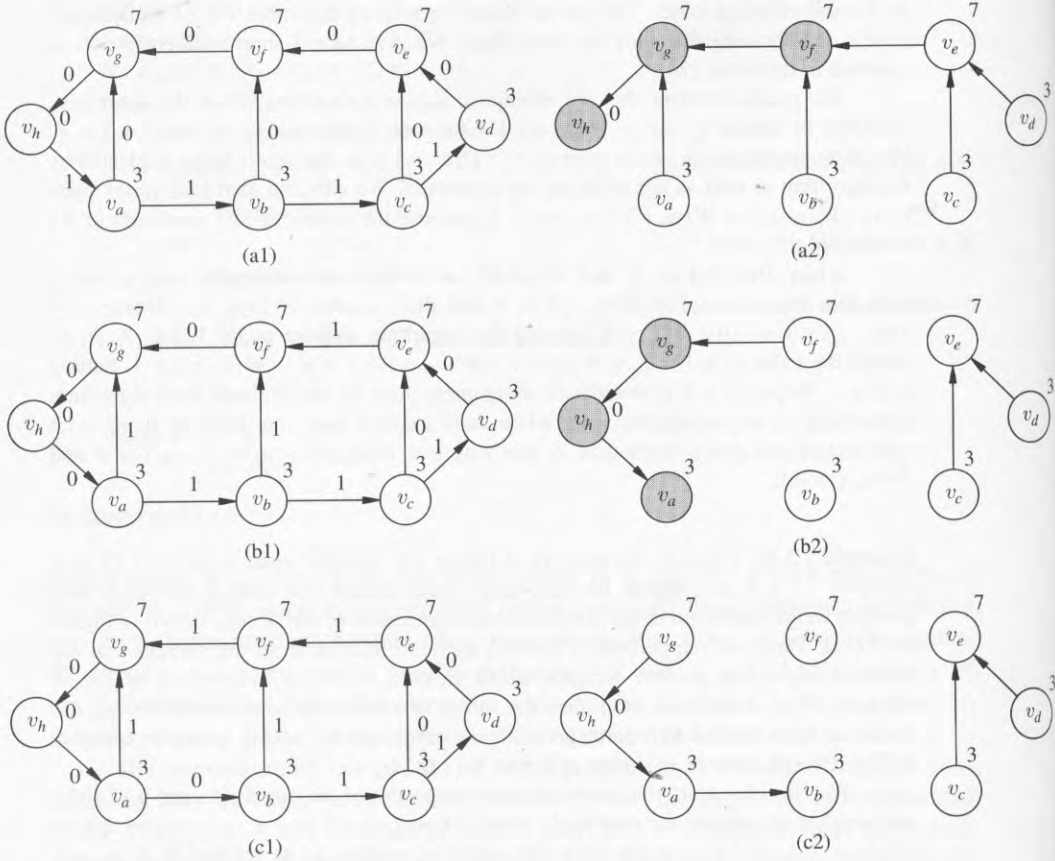 7 7 7 7 7 7
v_g 0 v_f 0 v_e v_g v_f v_e
0 0 0 3
v_h 0 0 0 v_d v_h 0 v_d 3
1 3 3 3 1 3 3 3
v_a 1 v_b 1 v_c v_a v_b v_c
(a1) (a2)
7 7 7 7 7 7
v_g 0 v_f 1 v_e v_g v_f v_e
0 0 3
v_h 1 1 0 v_d v_h 0 v_d 3
0 3 3 3 1 3 3 3
v_a 1 v_b 1 v_c v_a v_b v_c
(b1) (b2)
7 7 7 7 7 7
v_g 1 v_f 1 v_e v_g v_f v_e
0 0 3
v_h 1 0 0 v_d v_h 0 v_d 3
0 3 3 3 1 3 3 3
v_a 0 v_b 1 v_c v_a v_b v_c
(c1) (c2)